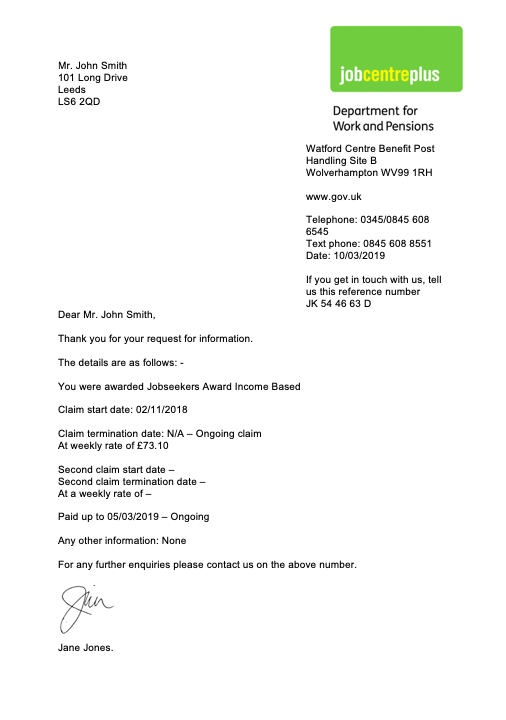 jobcentreplus
Department for
Work and Pensions
Mr. John Smith
101 Long Drive
Leeds
LS6 2QD
Watford Centre Benefit Post
Handling Site B
Wolverhampton WV99 1RH
www.gov.uk
Telephone: 0345/0845 608
6545
Text phone: 0845 608 8551
Date: 10/03/2019
If you get in touch with us, tell
us this reference number
JK 54 46 63 D
Dear Mr. John Smith,
Thank you for your request for information.
The details are as follows: -
You were awarded Jobseekers Award Income Based
Claim start date: 02/11/2018
Claim termination date: N/A – Ongoing claim
At weekly rate of £73.10
Second claim start date –
Second claim termination date –
At a weekly rate of –
Paid up to 05/03/2019 – Ongoing
Any other information: None
For any further enquiries please contact us on the above number.
Jane Jones.